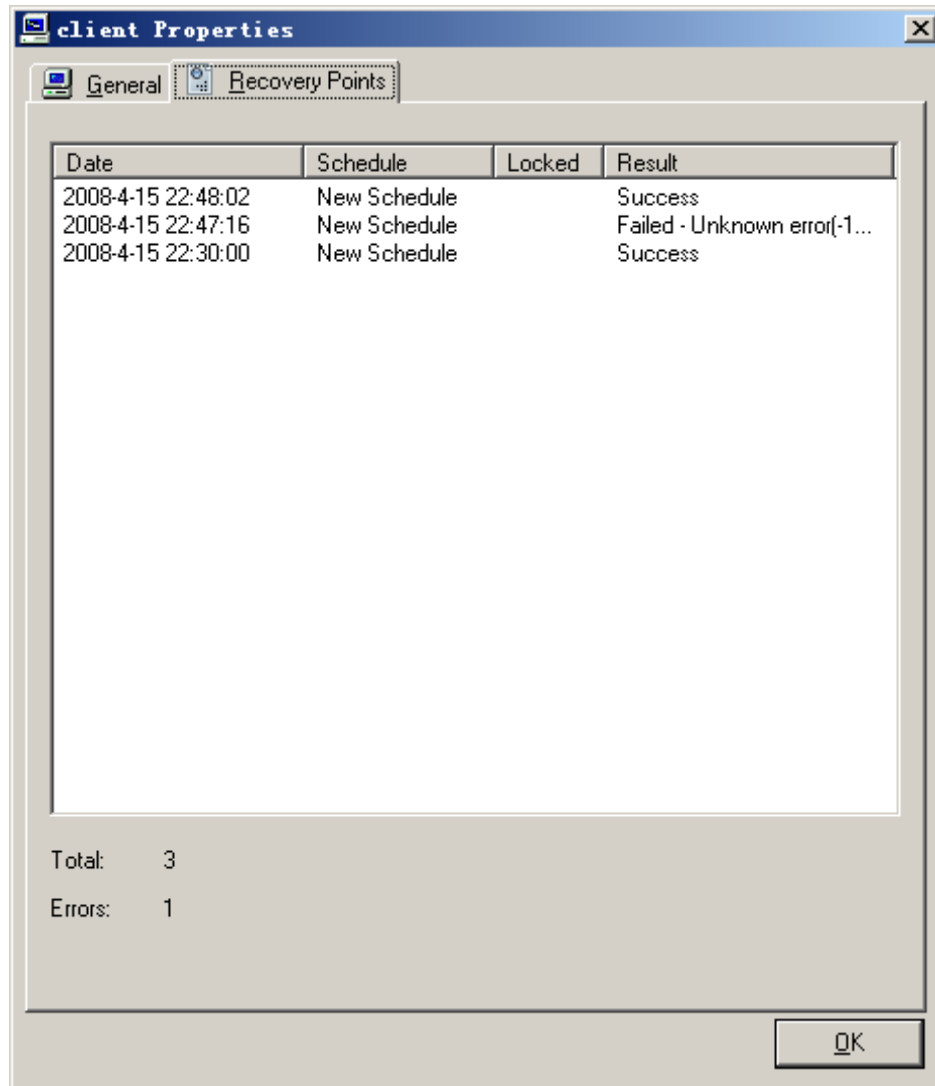 client Properties
General Recovery Points
Date Schedule Locked Result
2008-4-15 22:48:02 New Schedule Success
2008-4-15 22:47:16 New Schedule Failed - Unknown error(-1...
2008-4-15 22:30:00 New Schedule Success
Total: 3
Errors: 1
OK